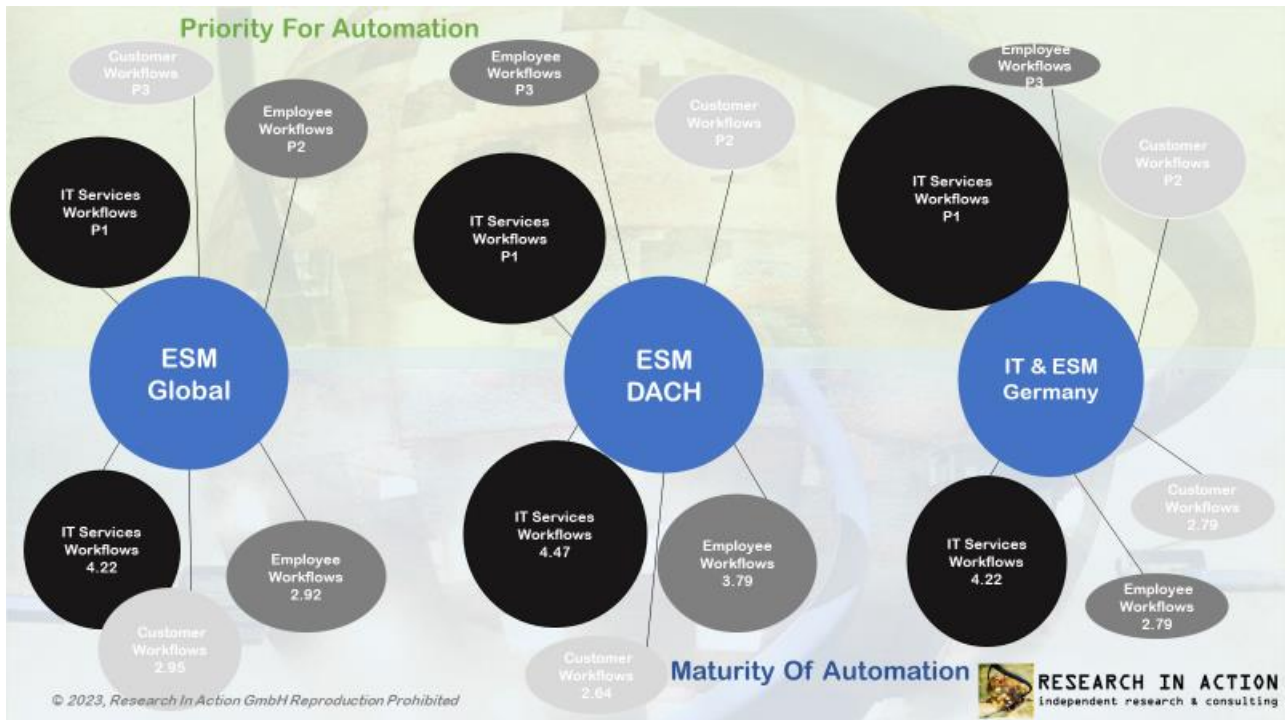 Priority For Automation
Customer
Workflows
P3
Employee
Workflows
P2
IT Services
Workflows
P1
ESM
Global
IT Services
Workflows
4.22
Customer
Workflows
2.95
Employee
Workflows
2.92
Employee
Workflows
P3
Customer
Workflows
P2
IT Services
Workflows
P1
ESM
DACH
IT Services
Workflows
4.47
Employee
Workflows
3.79
Customer
Workflows
2.64
Employee
Workflows
P3
Customer
Workflows
P2
IT Services
Workflows
P1
IT & ESM
Germany
Customer
Workflows
2.79
IT Services
Workflows
4.22
Employee
Workflows
2.79
Maturity Of Automation
© 2023, Research In Action GmbH Reproduction Prohibited
RESEARCH IN ACTION
independent research & consulting